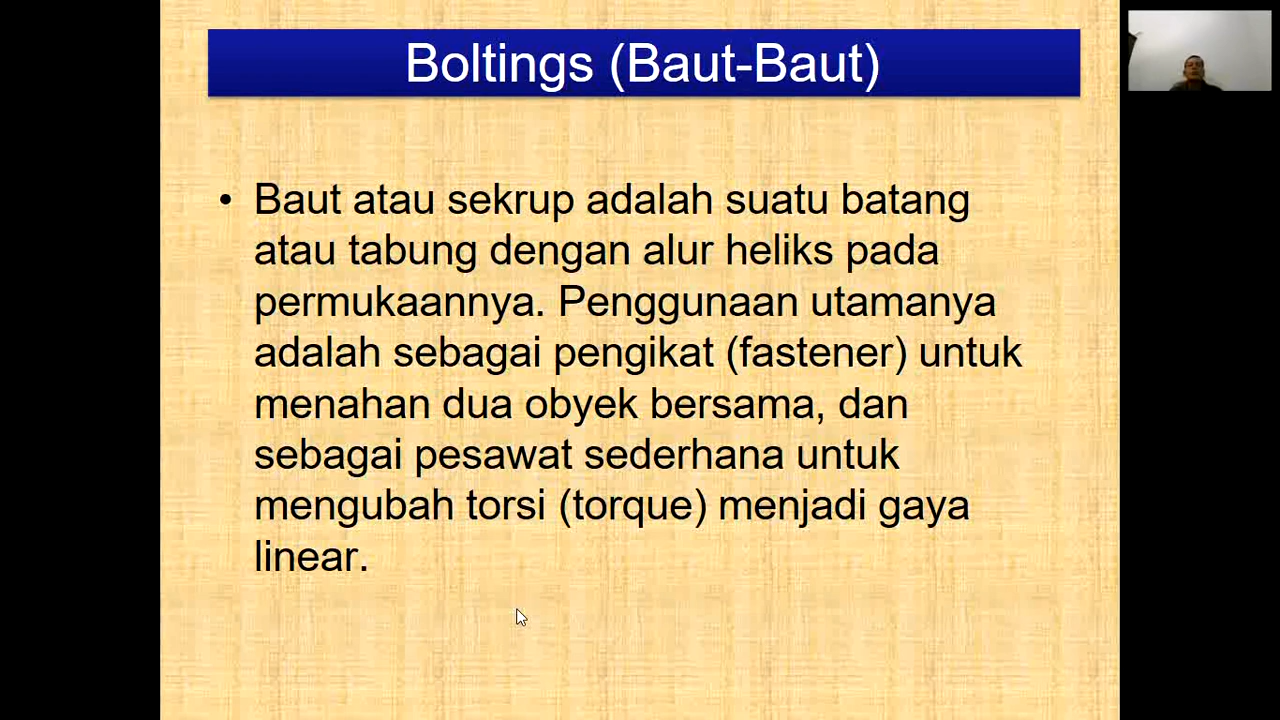 Boltings (Baut-Baut)
• Baut atau sekrup adalah suatu batang
atau tabung dengan alur heliks pada
permukaannya. Penggunaan utamanya
adalah sebagai pengikat (fastener) untuk
menahan dua obyek bersama, dan
sebagai pesawat sederhana untuk
mengubah torsi (torque) menjadi gaya
linear.